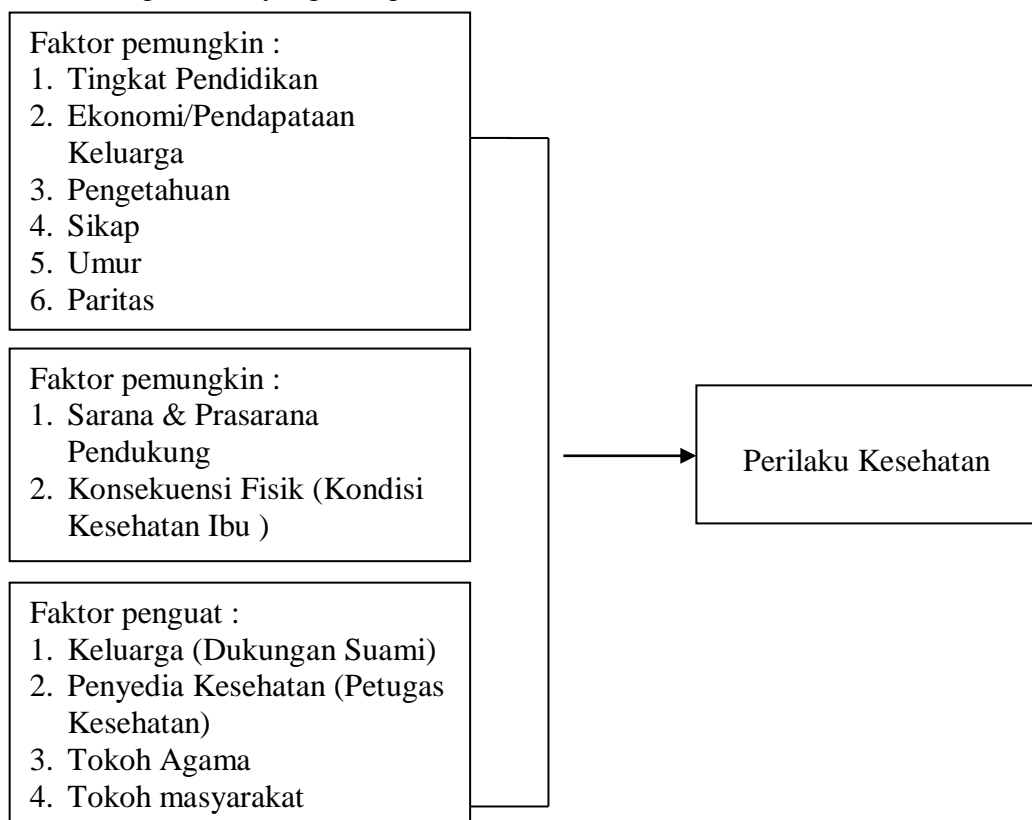 Faktor pemungkin :
1. Tingkat Pendidikan
2. Ekonomi/Pendapataan
Keluarga
3. Pengetahuan
4. Sikap
5. Umur
6. Paritas
Faktor pemungkin :
1. Sarana & Prasarana
Pendukung
2. Konsekuensi Fisik (Kondisi
Kesehatan Ibu )
Faktor penguat :
1. Keluarga (Dukungan Suami)
2. Penyedia Kesehatan (Petugas
Kesehatan)
3. Tokoh Agama
4. Tokoh masyarakat
Perilaku Kesehatan